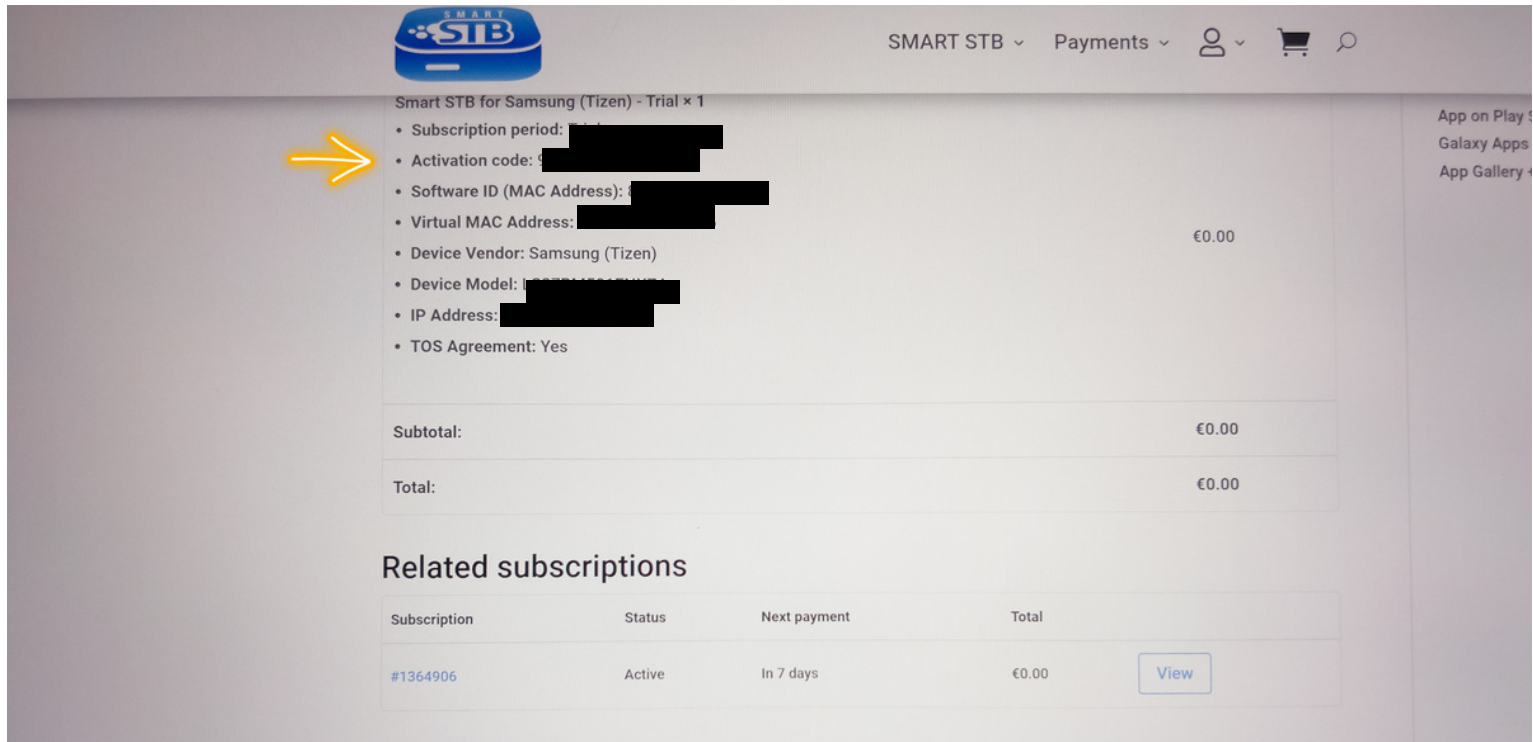 SMART
STB
SMART STB
Payments
Smart STB for Samsung (Tizen) - Trial × 1
• Subscription period:
• Activation code: 9
• Software ID (MAC Address):
• Virtual MAC Address:
• Device Vendor: Samsung (Tizen)
• Device Model:
• IP Address:
• TOS Agreement: Yes
€0.00
App on Play
Galaxy Apps
App Gallery
Subtotal: €0.00
Total: €0.00
Related subscriptions
Subscription Status Next payment Total
#1364906 Active In 7 days €0.00 View